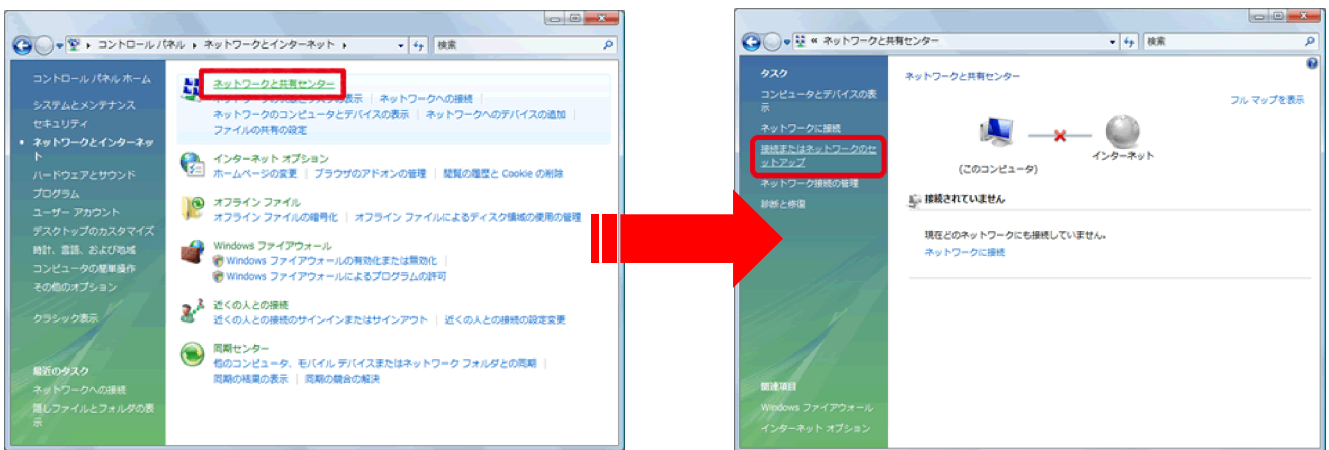 コントロール パネル ▸ ネットワークとインターネット ▸
検索
コントロール パネル ホーム
システムとメンテナンス
セキュリティ
• ネットワークとインターネッ
ト
ハードウェアとサウンド
プログラム
ユーザー アカウント
デスクトップのカスタマイズ
時計、言語、および地域
コンピュータの簡単操作
その他のオプション
クラシック表示
最近のタスク
ネットワークへの接続
隠しファイルとフォルダの表
示
ネットワークと共有センター
ネットワークの状態とタスクの表示 | ネットワークへの接続 |
ネットワークのコンピュータとデバイスの表示 | ネットワークへのデバイスの追加 |
ファイルの共有の設定
インターネット オプション
ホームページの変更 | ブラウザのアドオンの管理 | 閲覧の履歴と Cookie の削除
オフライン ファイル
オフライン ファイルの暗号化 | オフライン ファイルによるディスク領域の使用の管理
Windows ファイアウォール
Windows ファイアウォールの有効化または無効化 |
Windows ファイアウォールによるプログラムの許可
近くの人との接続
近くの人との接続のサインインまたはサインアウト | 近くの人との接続の設定変更
同期センター
他のコンピュータ、モバイル デバイスまたはネットワーク フォルダとの同期 |
同期の結果の表示 | 同期の競合の解決
« ネットワークと共有センター
検索
タスク
コンピュータとデバイスの表
示
ネットワークに接続
接続またはネットワークのセ
ットアップ
ネットワーク接続の管理
診断と修復
関連項目
Windows ファイアウォール
インターネット オプション
ネットワークと共有センター
フル マップを表示
(このコンピュータ)
インターネット
接続されていません
現在どのネットワークにも接続していません。
ネットワークに接続